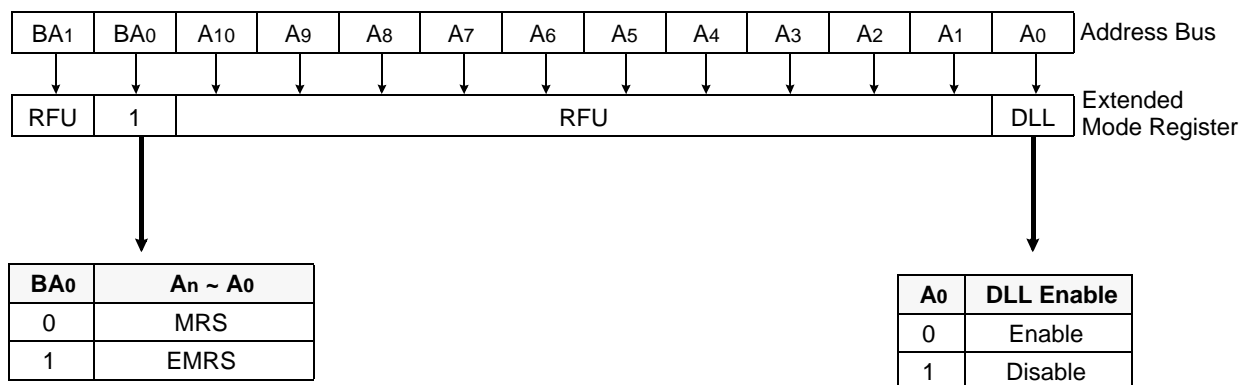 BA1 BA0 A10 A9 A8 A7 A6 A5 A4 A3 A2 A1 A0 Address Bus
RFU 1 RFU DLL Extended
Mode Register
BA0 An ~ A0
0 MRS
1 EMRS
A0 DLL Enable
0 Enable
1 Disable